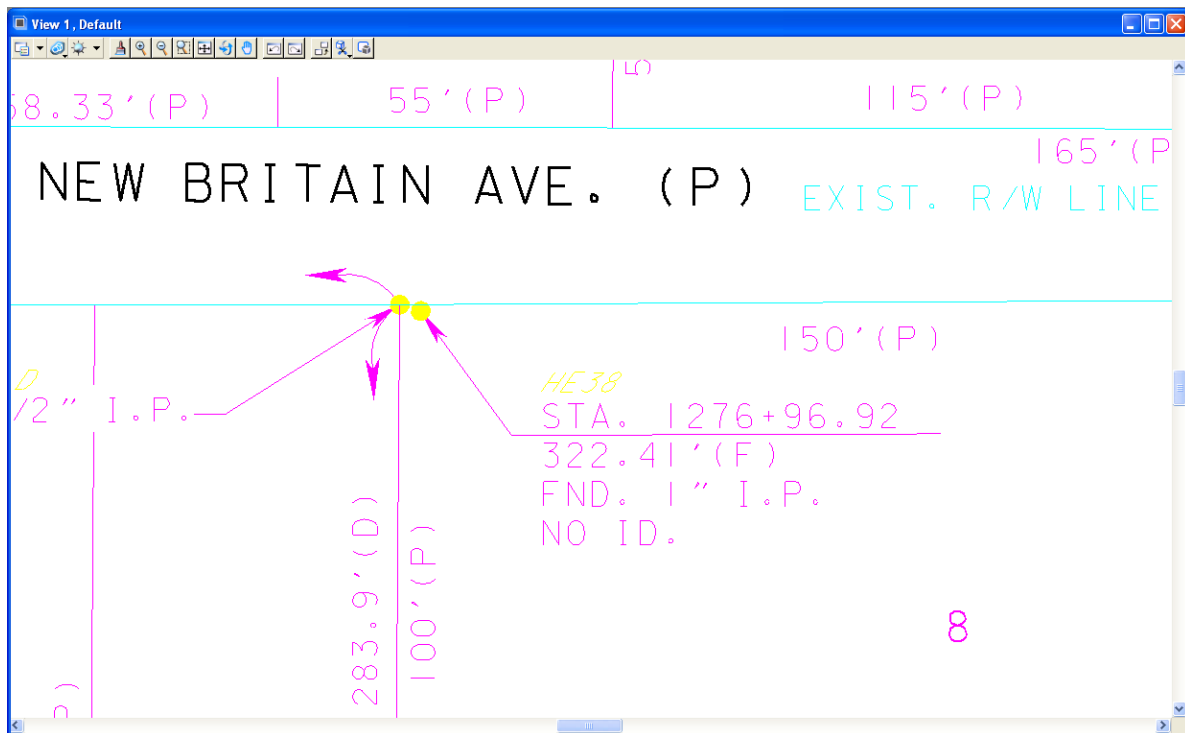 View 1, Default
58.33'(P)
55'(P)
5
115'(P)
165'(P
NEW BRITAIN AVE. (P)
EXIST. R/W LINE
150'(P)
D
HE38
/2" I.P.
STA. 1276+96.92
322.41'(F)
FND. 1" I.P.
NO ID.
283.9'(D)
100'(P)
8